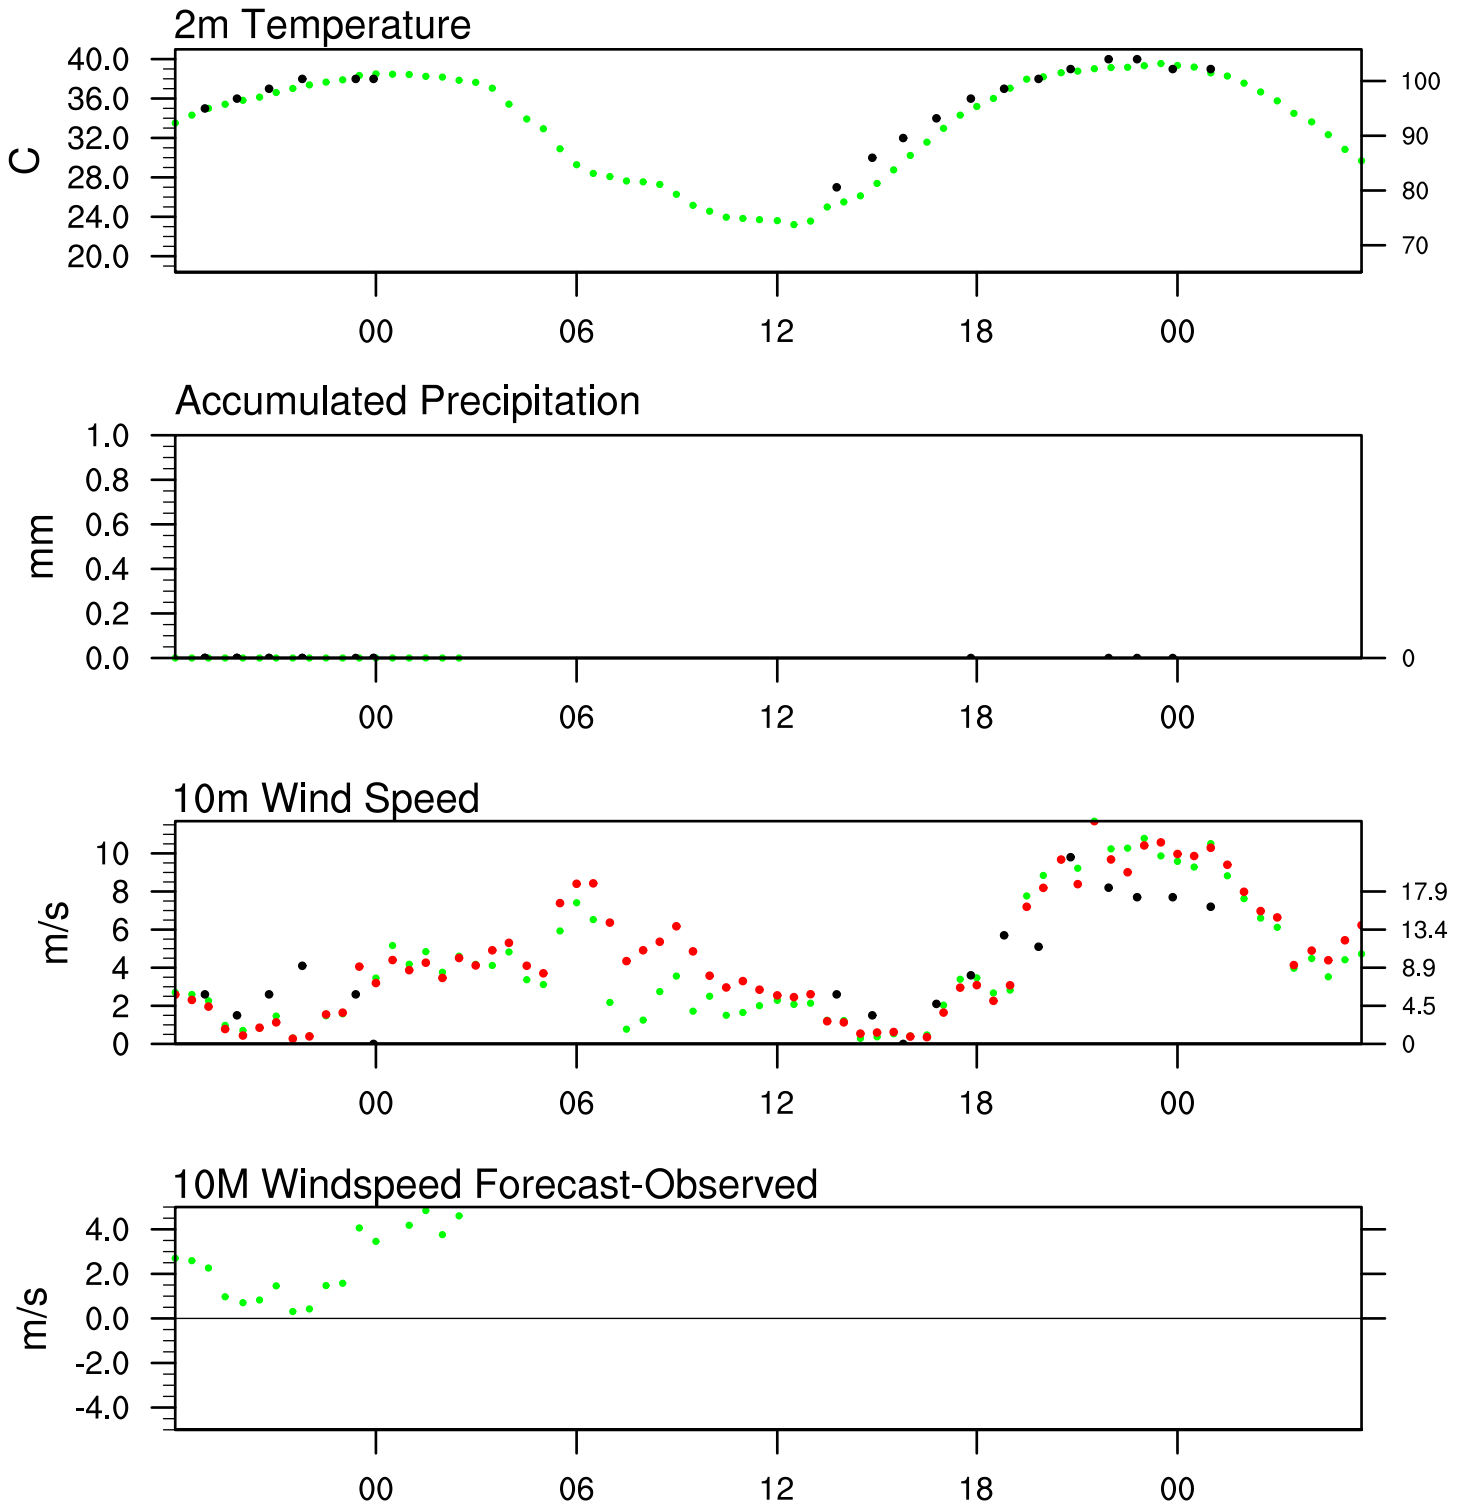 2m Temperature
40.0
36.0
32.0
28.0
24.0
20.0
C
100
90
80
70
00 06 12 18 00
Accumulated Precipitation
1.0
0.8
0.6
0.4
0.2
0.0
mm
0
00 06 12 18 00
10m Wind Speed
10
8
6
4
2
0
m/s
17.9
13.4
8.9
4.5
0
00 06 12 18 00
10M Windspeed Forecast-Observed
4.0
2.0
0.0
-2.0
-4.0
m/s
00 06 12 18 00